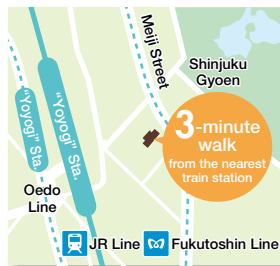 Meiji Street
Shinjuku
Gyoen
"Yoyogi" Sta.
"Yoyogi" Sta.
3-minute
walk
from the nearest
train station
Oedo
Line
JR Line
Fukutoshin Line